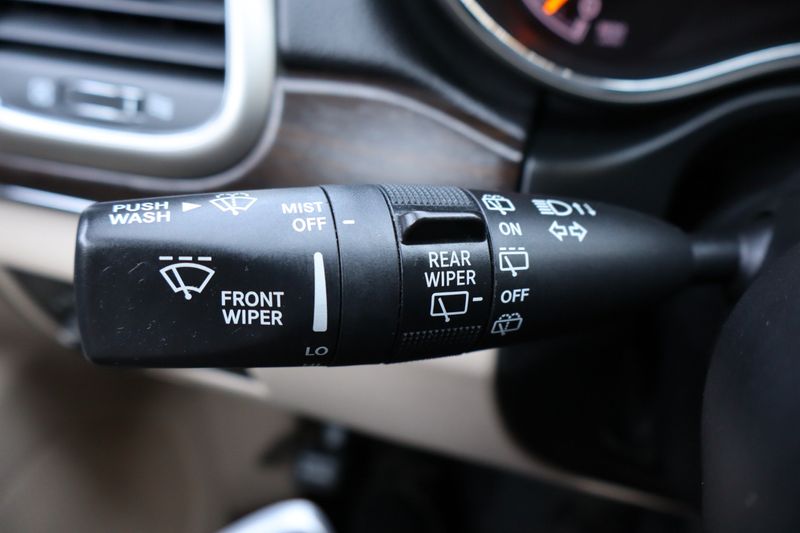 PUSH
WASH
MIST
OFF
FRONT
WIPER
LO
REAR
WIPER
ON
OFF